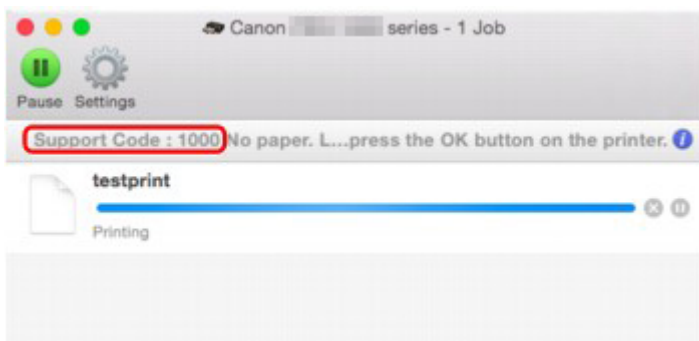 Canon series - 1 Job
Pause Settings
Support Code : 1000 No paper. L...press the OK button on the printer.
testprint
Printing